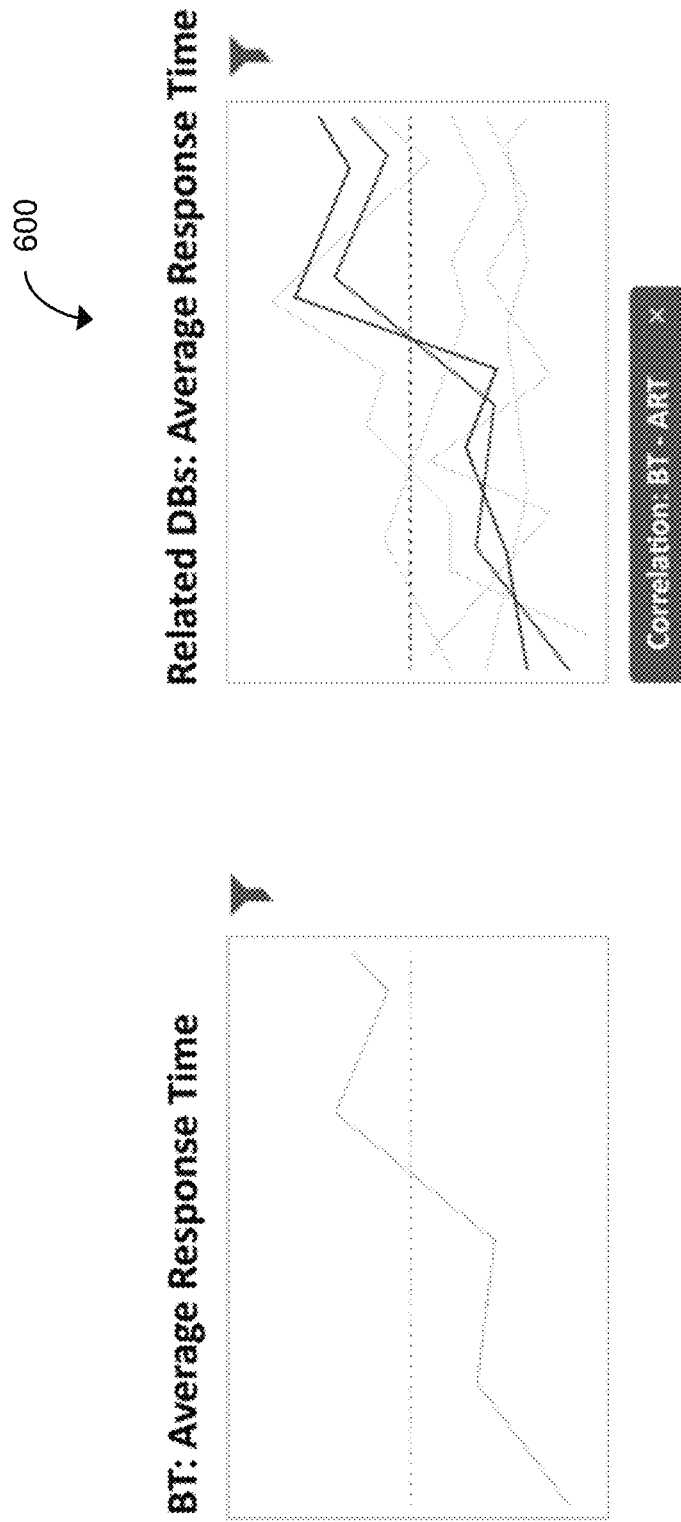 600
BT: Average Response Time
Related DBs: Average Response Time
Correlation: BT - ART ×